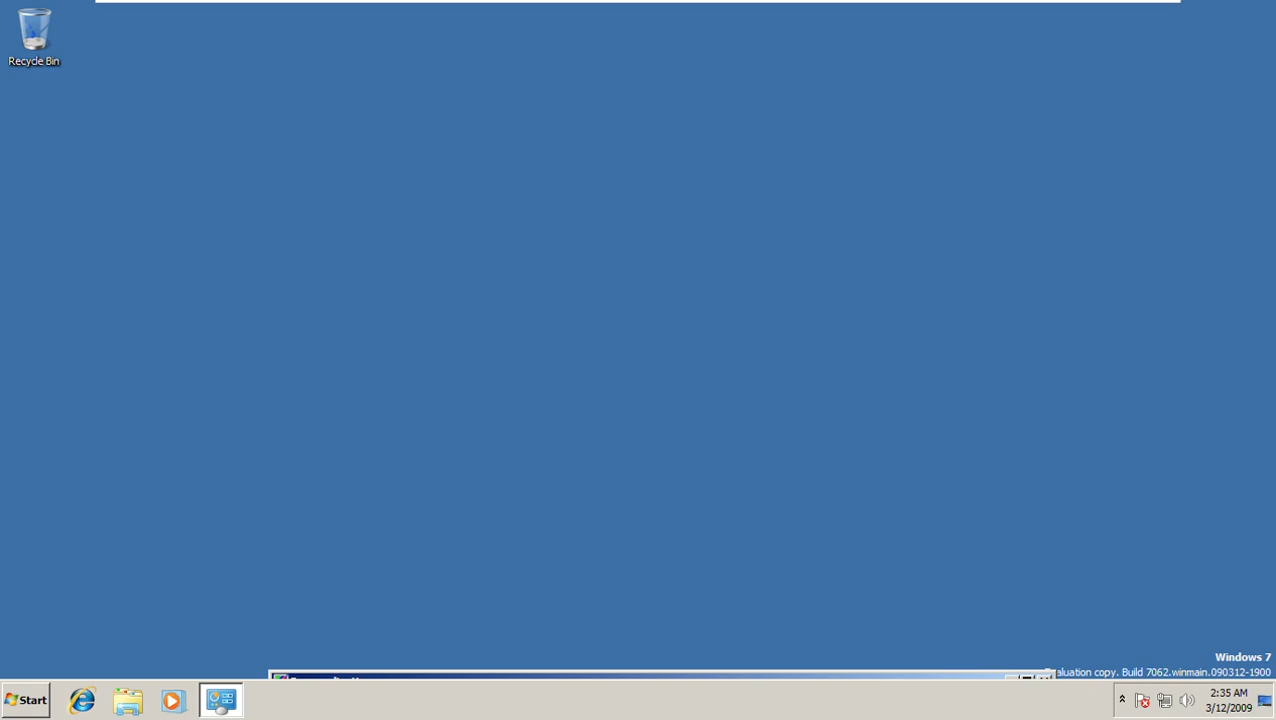 Recycle Bin
Windows 7
Evaluation copy. Build 7062.winmain.090312-1900
Start
2:35 AM
3/12/2009